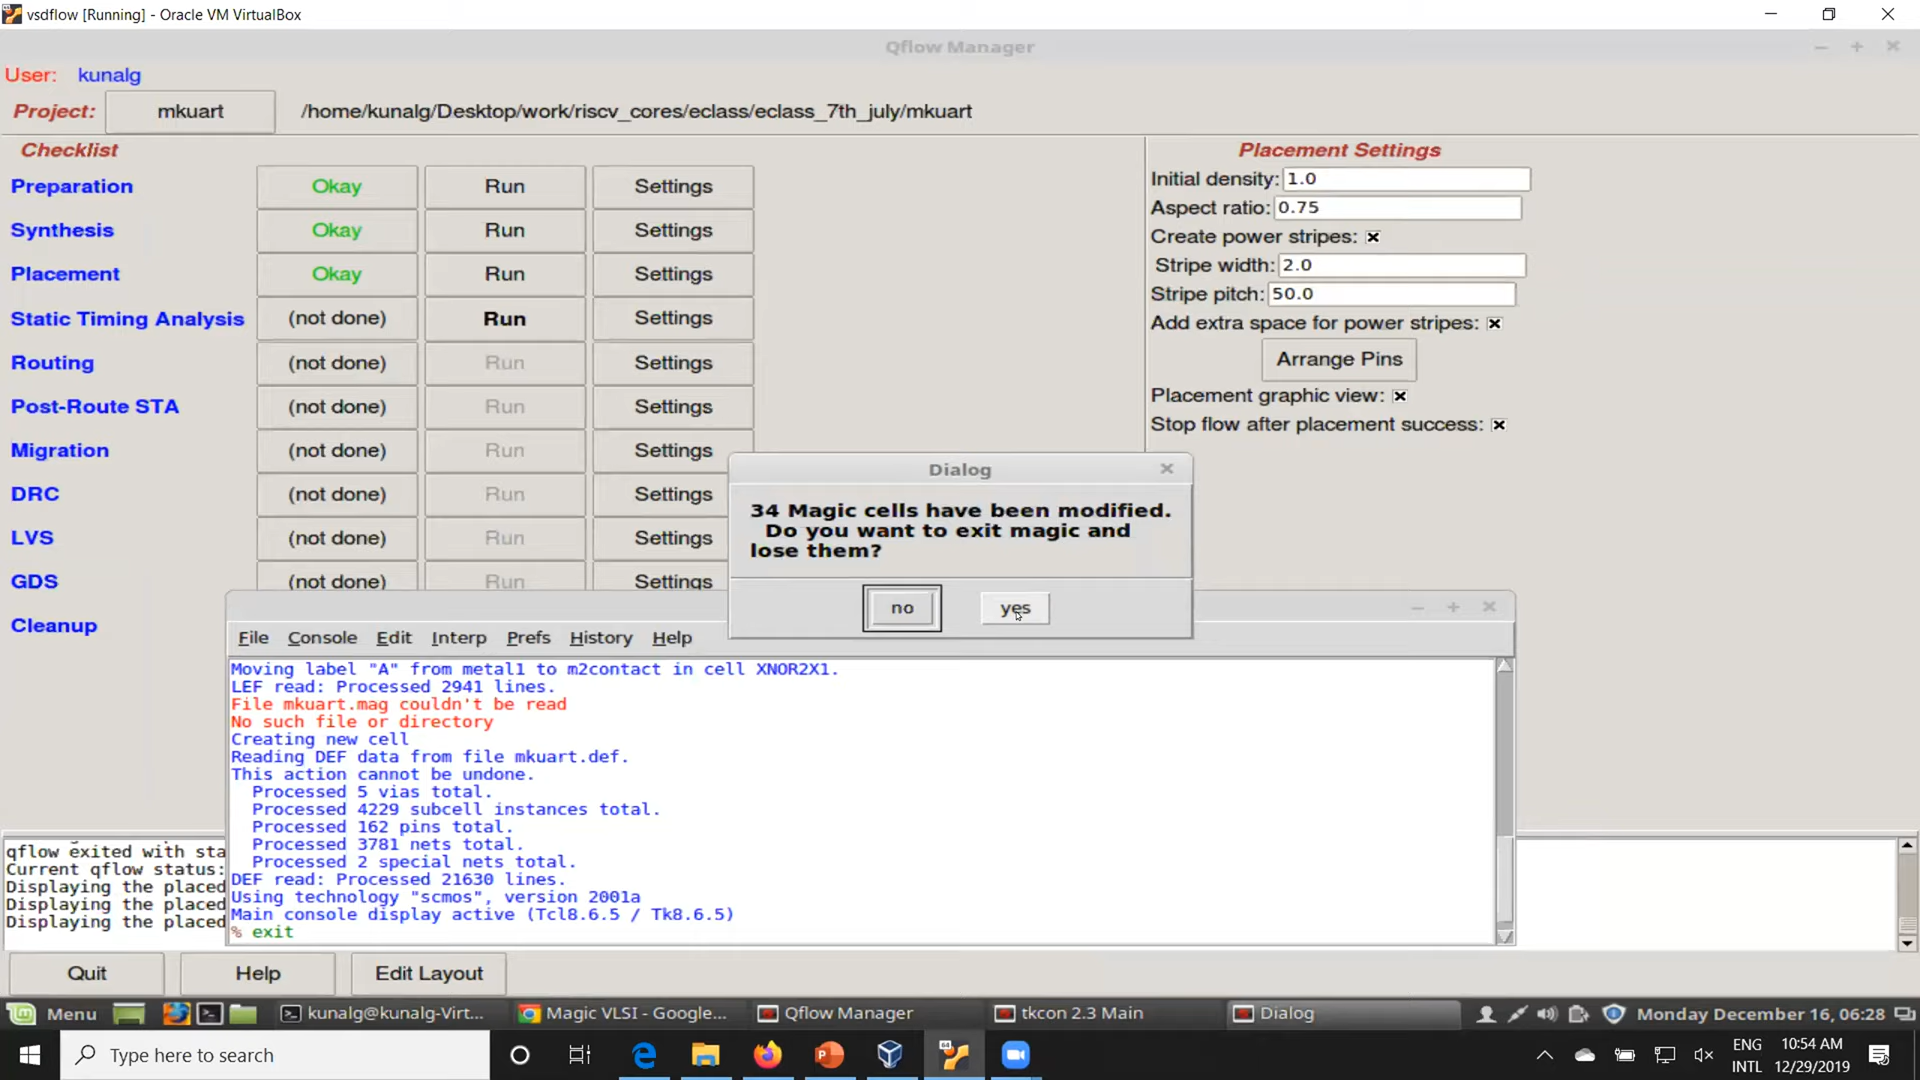 vsdflow [Running] - Oracle VM VirtualBox
Qflow Manager
User: kunalg
Project: mkuart /home/kunalg/Desktop/work/riscv_cores/eclass/eclass_7th_july/mkuart
Checklist
Preparation Okay Run Settings
Synthesis Okay Run Settings
Placement Okay Run Settings
Static Timing Analysis (not done) Run Settings
Routing (not done) Run Settings
Post-Route STA (not done) Run Settings
Migration (not done) Run Settings
DRC (not done) Run Settings
LVS (not done) Run Settings
GDS (not done) Run Settings
Cleanup
Placement Settings
Initial density: 1.0
Aspect ratio: 0.75
Create power stripes:
Stripe width: 2.0
Stripe pitch: 50.0
Add extra space for power stripes:
Arrange Pins
Placement graphic view:
Stop flow after placement success:
Dialog
34 Magic cells have been modified.
Do you want to exit magic and
lose them?
no yes
File Console Edit Interp Prefs History Help
Moving label "A" from metal1 to m2contact in cell XNOR2X1.
LEF read: Processed 2941 lines.
File mkuart.mag couldn't be read
No such file or directory
Creating new cell
Reading DEF data from file mkuart.def.
This action cannot be undone.
Processed 5 vias total.
Processed 4229 subcell instances total.
Processed 162 pins total.
Processed 3781 nets total.
Processed 2 special nets total.
DEF read: Processed 21630 lines.
Using technology "scmos", version 2001a
Main console display active (Tcl8.6.5 / Tk8.6.5)
% exit
qflow exited with sta
Current qflow status:
Displaying the placed
Displaying the placed
Displaying the placed
Quit Help Edit Layout
Menu kunalg@kunalg-Virt... Magic VLSI - Google... Qflow Manager tkcon 2.3 Main Dialog Monday December 16, 06:28
Type here to search
ENG
INTL
10:54 AM
12/29/2019